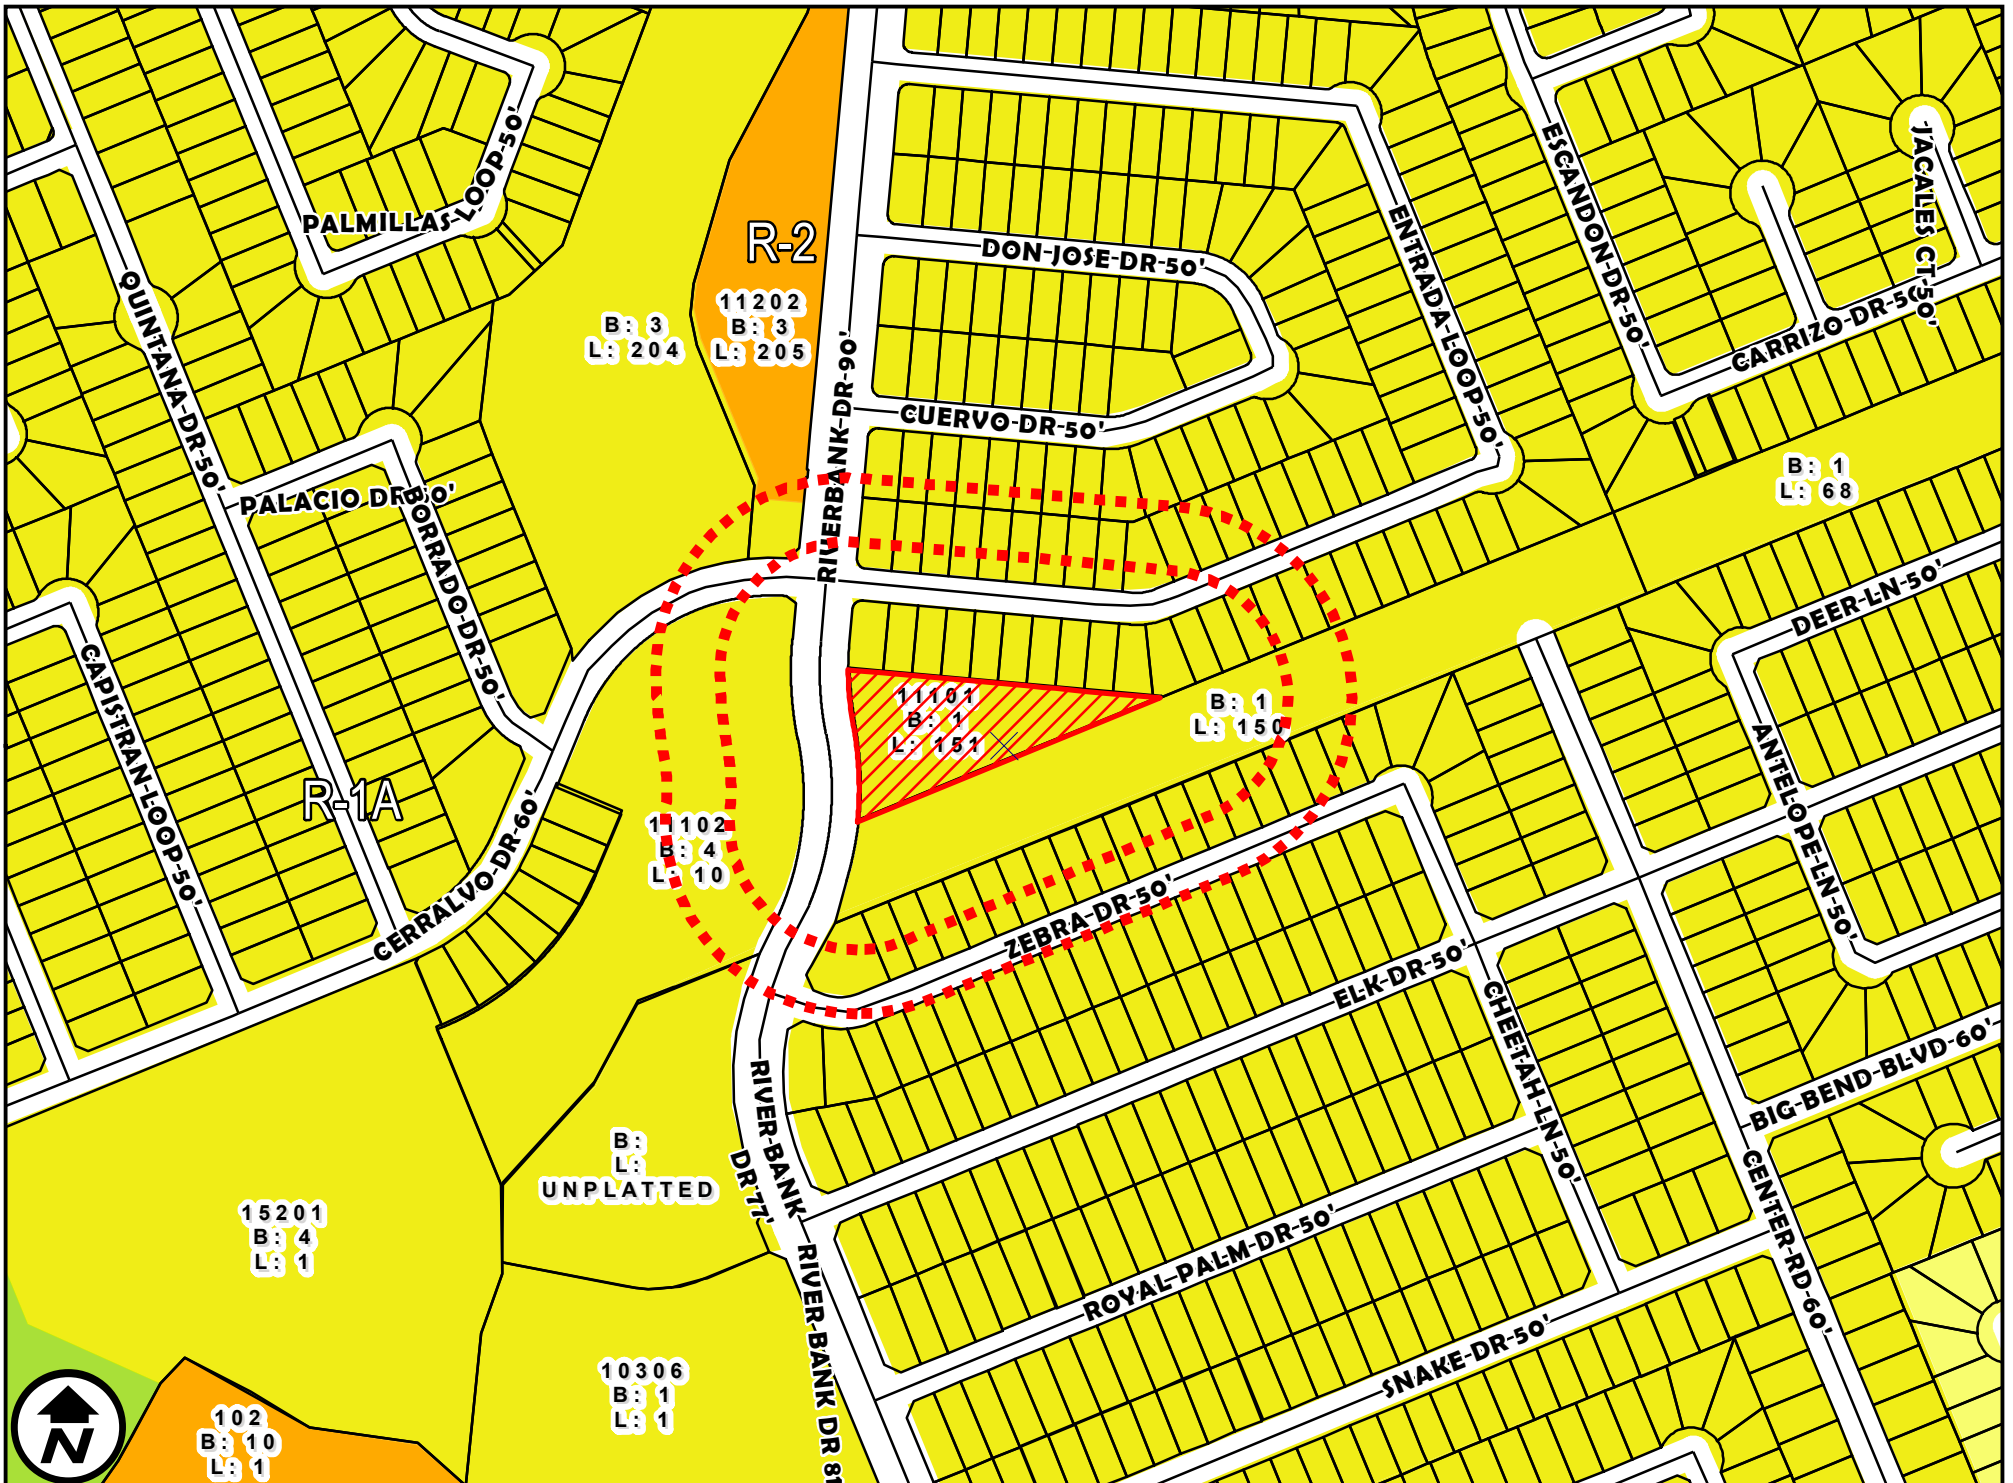 PALMILLAS LOOP-50'
R-2
11202
B: 3
L: 205
B: 3
L: 204
DON-JOSE-DR-50'
CUERVO-DR-50'
RIVERBANK-DR-90'
ENTRADA-LOOP-50'
ESCANDON-DR-50'
JACALES CT-50'
CARRIZO-DR-50'
B: 1
L: 68
QUINTANA-DR-50'
PALACIO DR-50'
BORRADO-DR-50'
CAPISTRAN-LOOP-50'
R-1A
CERRALVO-DR-60'
11101
B: 1
L: 151
B: 1
L: 150
11102
B: 4
L: 10
DEER-LN-50'
ANTELOPE-LN-50'
ZEBRA-DR-50'
ELK-DR-50'
CHEETAH-LN-50'
BIG-BEND-BLVD-60'
CENTER-RD-60'
RIVER-BANK
DR 77'
B:
L:
UNPLATTED
15201
B: 4
L: 1
ROYAL-PALM-DR-50'
SNAKE-DR-50'
RIVER-BANK DR 81
10306
B: 1
L: 1
102
B: 10
L: 1
N